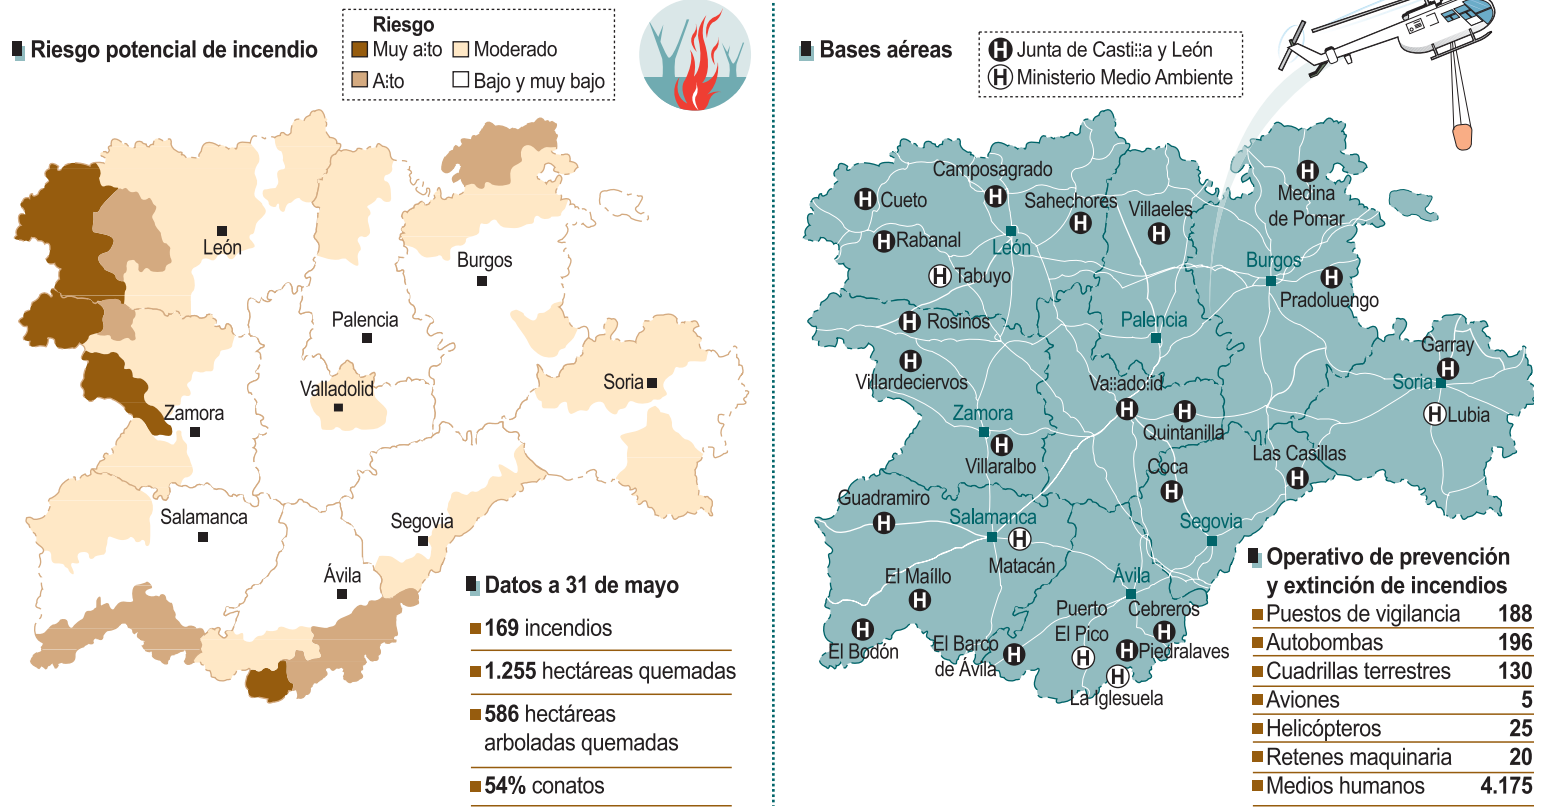 Riesgo potencial de incendio
Riesgo
Muy alto
Moderado
Alto
Bajo y muy bajo
León
Burgos
Palencia
Valladolid
Soria
Zamora
Salamanca
Segovia
Ávila
Datos a 31 de mayo
169 incendios
1.255 hectáreas quemadas
586 hectáreas
arboladas quemadas
54% conatos
Bases aéreas
H Junta de Castilla y León
H Ministerio Medio Ambiente
Camposagrado
H
H Cueto
Sahechores
H
Villaeles
H
H
Medina
de Pomar
H Rabanal
León
H Tabuyo
Burgos
H
Pradoluengo
H Rosinos
Palencia
H
Villardeciervos
Garray
H
Soria
H Lubia
Valladolid
H
H
Quintanilla
Zamora
H
Villaralbo
Coca
H
Las Casillas
H
Guadramiro
H
Salamanca
H
Matacán
Segovia
El Maíllo
H
Ávila
H
El Bodón
El Barco
de Ávila
H
Puerto
El Pico
H
Cebreros
H
H Piedralaves
H
La Iglesuela
Operativo de prevención
y extinción de incendios
Puestos de vigilancia 188
Autobombas 196
Cuadrillas terrestres 130
Aviones 5
Helicópteros 25
Retenes maquinaria 20
Medios humanos 4.175